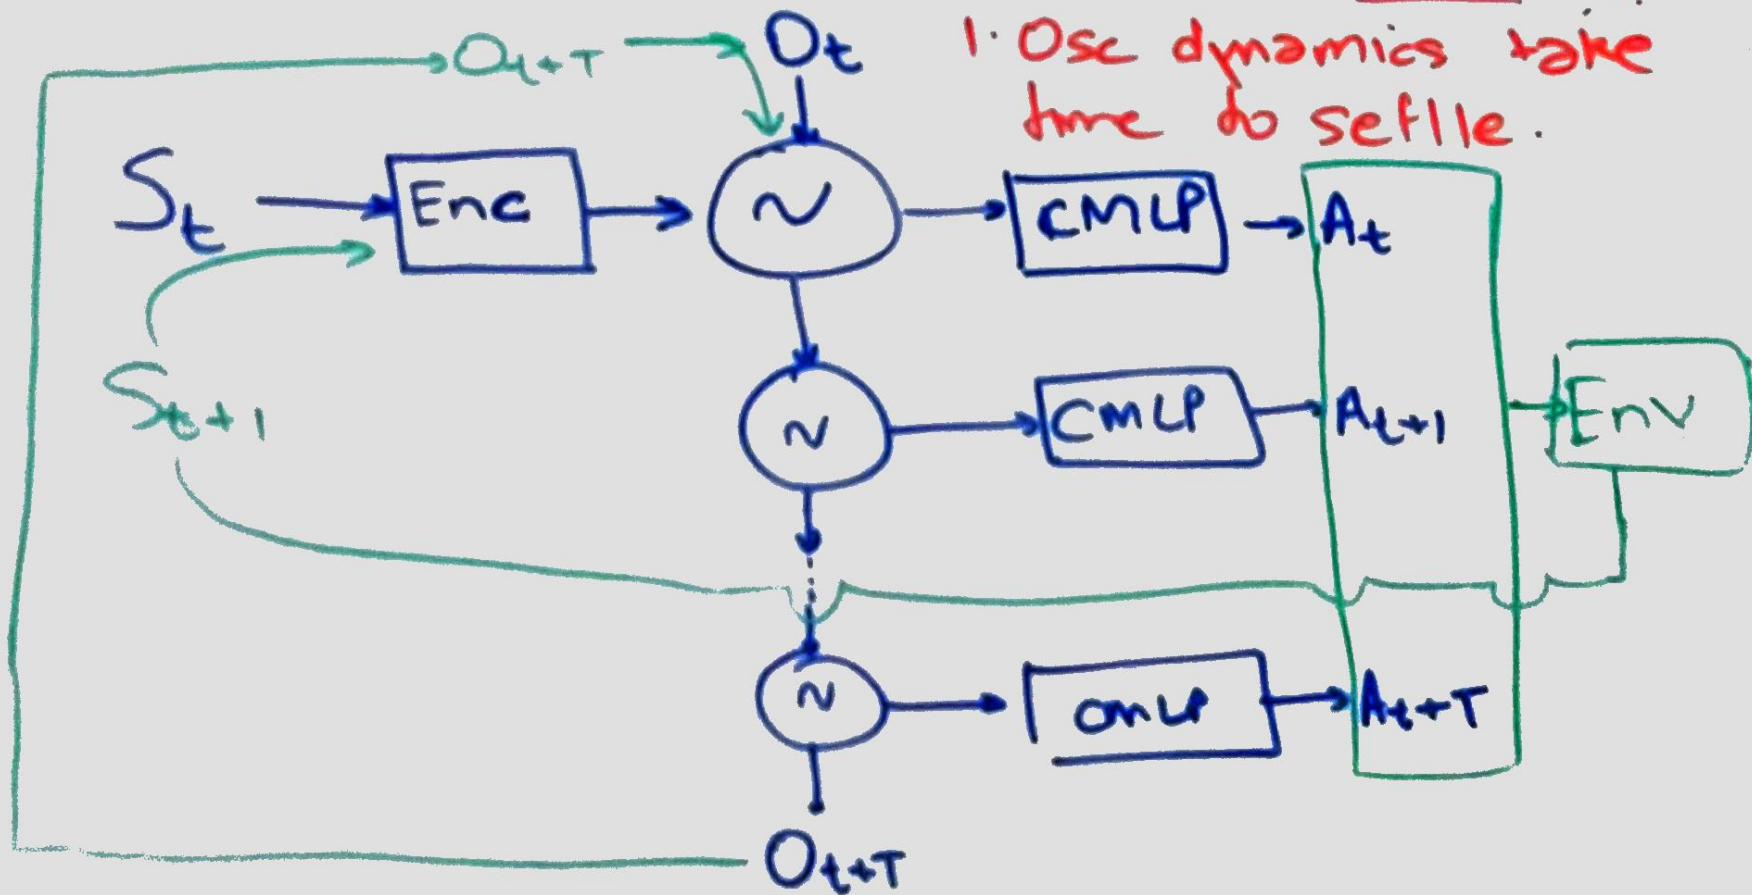 O_{t+T} O_t
1. Osc dynamics take
time to settle.
S_t Enc ~ CMLP A_t
S_{t+1} ~ CMLP A_{t+1} Env
~ CMLP A_{t+T}
O_{t+T}